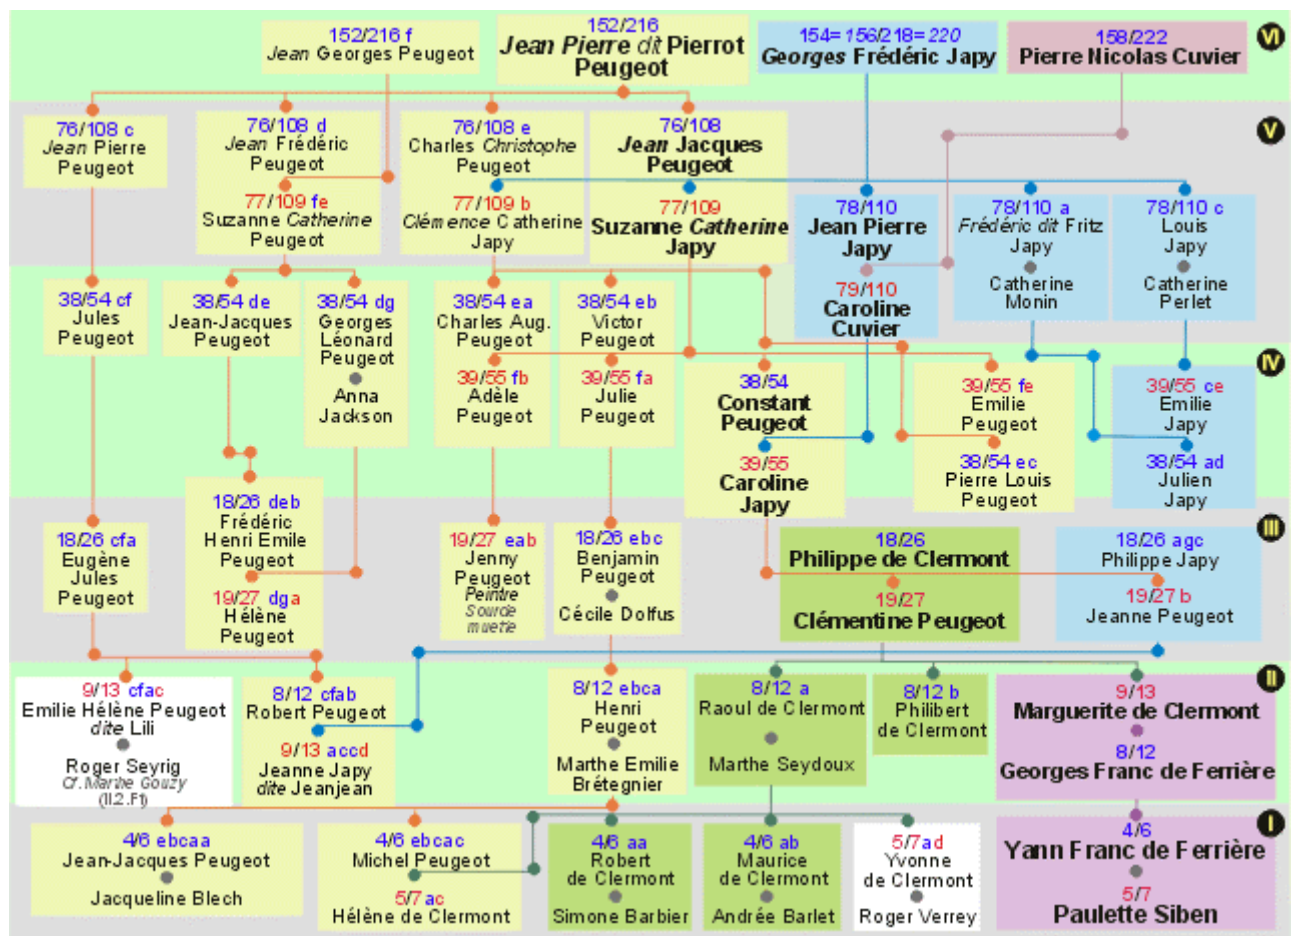 152/216 f
Jean Georges Peugeot
152/216
Jean Pierre dit Pierrot
Peugeot
154=156/218=220
Georges Frédéric Japy
158/222
Pierre Nicolas Cuvier
VI
76/108 c
Jean Pierre
Peugeot
76/108 d
Jean Frédéric
Peugeot
77/109 fe
Suzanne Catherine
Peugeot
76/108 e
Charles Christophe
Peugeot
77/109 b
Clémence Catherine
Japy
76/108
Jean Jacques
Peugeot
77/109
Suzanne Catherine
Japy
78/110
Jean Pierre
Japy
79/110
Caroline
Cuvier
78/110 a
Frédéric dit Fritz
Japy
Catherine
Monin
78/110 c
Louis
Japy
Catherine
Perlet
V
38/54 cf
Jules
Peugeot
38/54 de
Jean-Jacques
Peugeot
38/54 dg
Georges
Léonard
Peugeot
Anna
Jackson
38/54 ea
Charles Aug.
Peugeot
39/55 fb
Adèle
Peugeot
38/54 eb
Victor
Peugeot
39/55 fa
Julie
Peugeot
38/54
Constant
Peugeot
39/55
Caroline
Japy
39/55 fe
Emilie
Peugeot
38/54 ec
Pierre Louis
Peugeot
39/55 ce
Emilie
Japy
38/54 ad
Julien
Japy
IV
18/26 cfa
Eugène
Jules
Peugeot
18/26 deb
Frédéric
Henri Emile
Peugeot
19/27 dga
Hélène
Peugeot
19/27 eab
Jenny
Peugeot
Peintre
Sourde
muette
18/26 ebc
Benjamin
Peugeot
Cécile Dolfus
18/26
Philippe de Clermont
19/27
Clémentine Peugeot
18/26 agc
Philippe Japy
19/27 b
Jeanne Peugeot
III
9/13 cfac
Emilie Hélène Peugeot
dite Lili
Roger Seyrig
Cf. Marthe Gouzy
(II.2.F1)
8/12 cfab
Robert Peugeot
9/13 accd
Jeanne Japy
dite Jeanjean
8/12 ebca
Henri
Peugeot
Marthe Emilie
Brétegnier
8/12 a
Raoul de Clermont
Marthe Seydoux
8/12 b
Philibert
de Clermont
9/13
Marguerite de Clermont
8/12
Georges Franc de Ferrière
II
4/6 ebcaa
Jean-Jacques Peugeot
Jacqueline Blech
4/6 ebcac
Michel Peugeot
5/7 ac
Hélène de Clermont
4/6 aa
Robert
de Clermont
Simone Barbier
4/6 ab
Maurice
de Clermont
Andrée Barlet
5/7 ad
Yvonne
de Clermont
Roger Verrey
4/6
Yann Franc de Ferrière
5/7
Paulette Siben
I